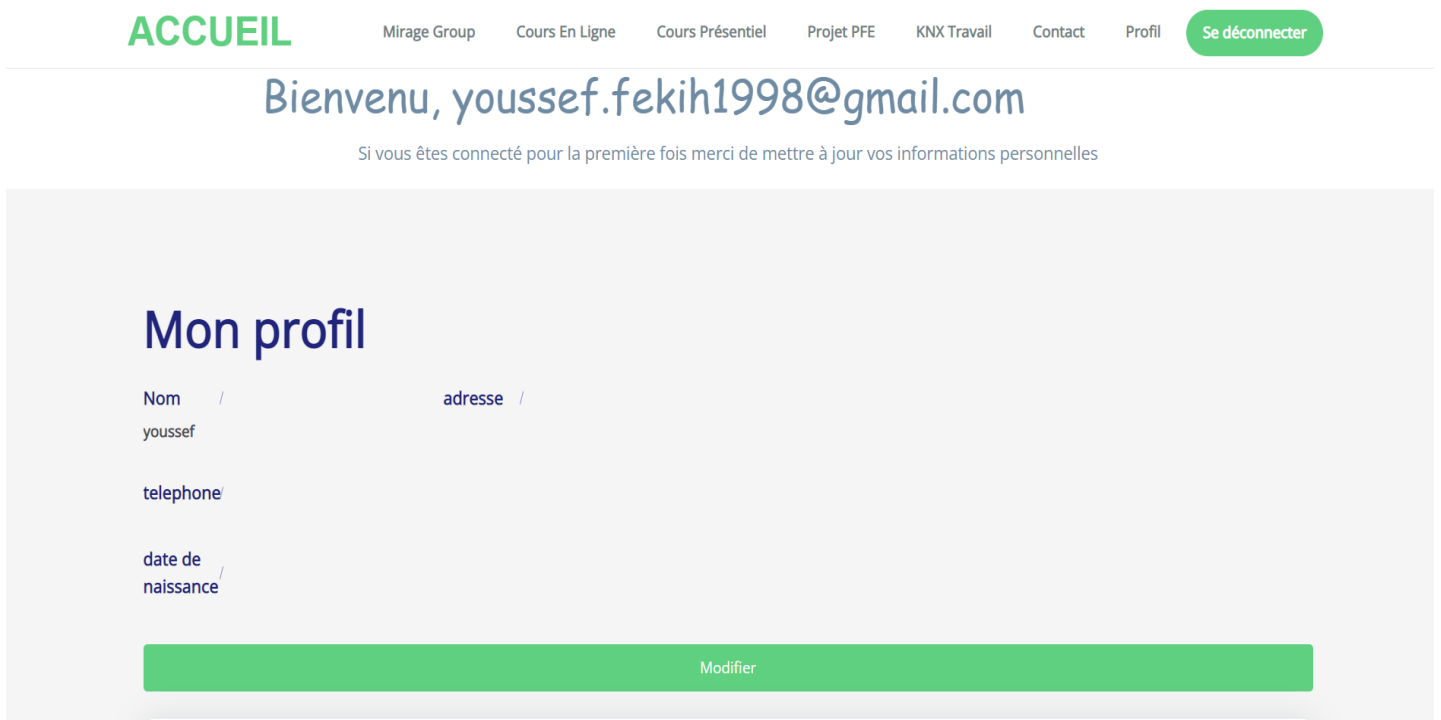 ACCUEIL Mirage Group Cours En Ligne Cours Présentiel Projet PFE KNX Travail Contact Profil Se déconnecter
Bienvenu, youssef.fekih1998@gmail.com
Si vous êtes connecté pour la première fois merci de mettre à jour vos informations personnelles
Mon profil
Nom / adresse /
youssef
telephone/
date de
naissance /
Modifier